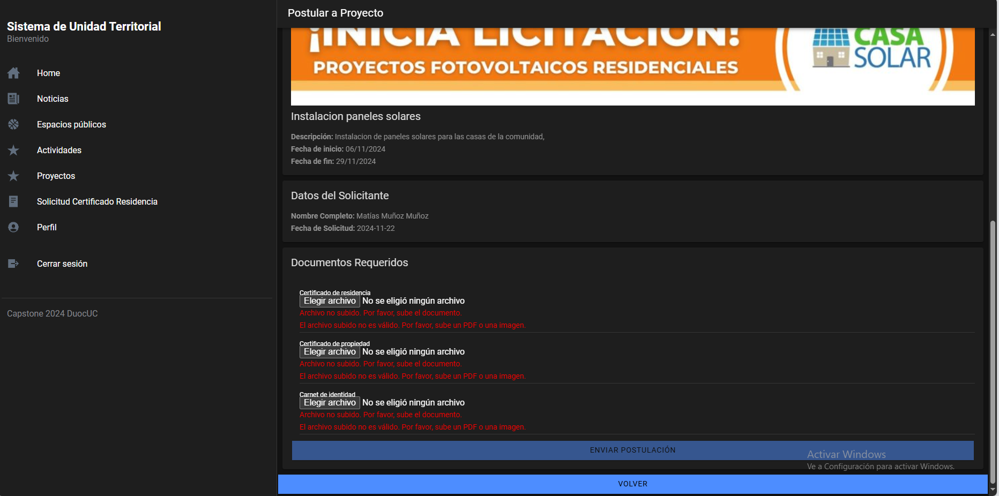 Sistema de Unidad Territorial
Bienvenido
Home
Noticias
Espacios públicos
Actividades
Proyectos
Solicitud Certificado Residencia
Perfil
Cerrar sesión
Capstone 2024 DuocUC
Postular a Proyecto
¡INICIA LICITACIÓN!
PROYECTOS FOTOVOLTAICOS RESIDENCIALES
CASA
SOLAR
Instalacion paneles solares
Descripción: Instalacion de paneles solares para las casas de la comunidad,
Fecha de inicio: 06/11/2024
Fecha de fin: 29/11/2024
Datos del Solicitante
Nombre Completo: Matías Muñoz Muñoz
Fecha de Solicitud: 2024-11-22
Documentos Requeridos
Certificado de residencia
Elegir archivo No se eligió ningún archivo
Archivo no subido. Por favor, sube el documento.
El archivo subido no es válido. Por favor, sube un PDF o una imagen.
Certificado de propiedad
Elegir archivo No se eligió ningún archivo
Archivo no subido. Por favor, sube el documento.
El archivo subido no es válido. Por favor, sube un PDF o una imagen.
Carnet de identidad
Elegir archivo No se eligió ningún archivo
Archivo no subido. Por favor, sube el documento.
El archivo subido no es válido. Por favor, sube un PDF o una imagen.
ENVIAR POSTULACIÓN
Activar Windows
Ve a Configuración para activar Windows.
VOLVER